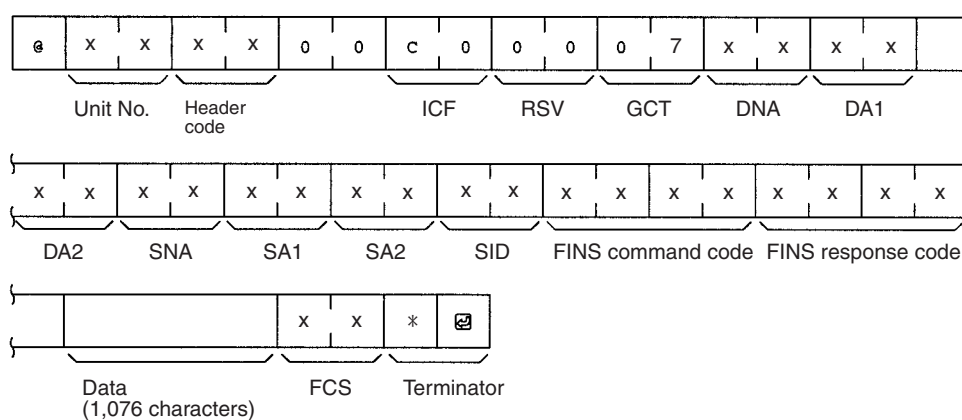 @ x x x x 0 0 C 0 0 0 0 7 x x x x
Unit No. Header code ICF RSV GCT DNA DA1
x x x x x x x x x x x x x x x x x x
DA2 SNA SA1 SA2 SID FINS command code FINS response code
x x * ↵
Data (1,076 characters) FCS Terminator